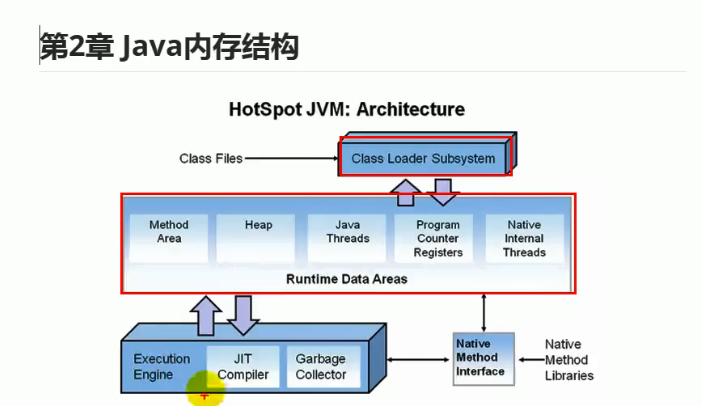 第2章 Java内存结构
HotSpot JVM: Architecture
Class Files
Class Loader Subsystem
Method
Area
Heap
Java
Threads
Program
Counter
Registers
Native
Internal
Threads
Runtime Data Areas
Execution
Engine
JIT
Compiler
Garbage
Collector
Native
Method
Interface
Native
Method
Libraries